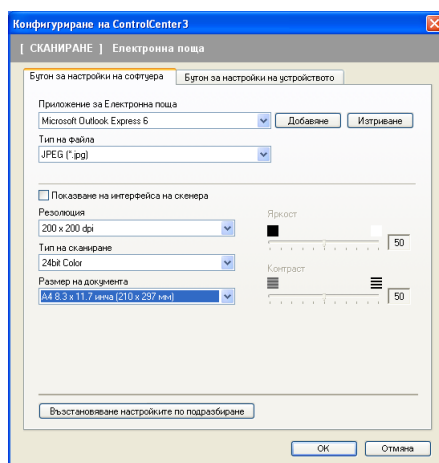 Конфигуриране на ControlCenter3
[ СКАНИРАНЕ ] Електронна поща
Бутон за настройки на софтуера Бутон за настройки на устройството
Приложение за Електронна поща
Microsoft Outlook Express 6 Добавяне Изтриване
Тип на файла
JPEG (*.jpg)
Показване на интерфейса на скенера
Резолюция Яркост
200 x 200 dpi 50
Тип на сканиране
24bit Color Контраст
Размер на документа
A4 8.3 x 11.7 инча (210 x 297 мм) 50
Възстановяване настройките по подразбиране
OK Отмяна